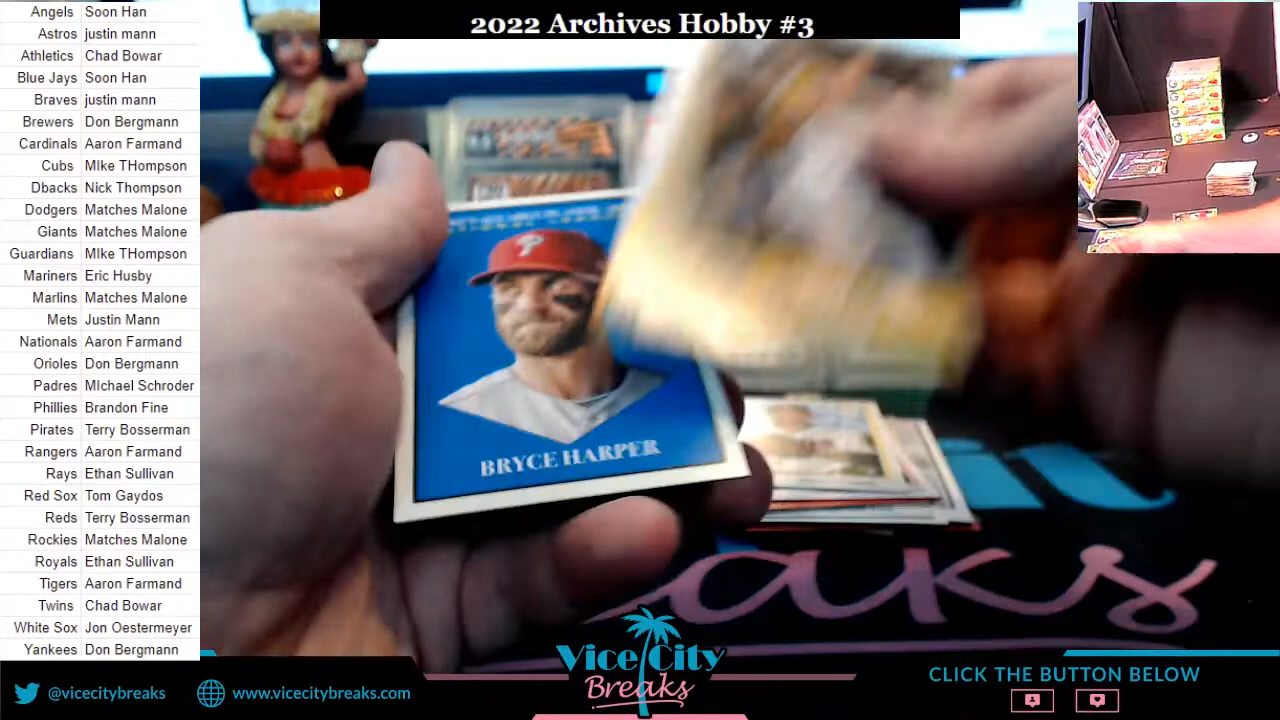 2022 Archives Hobby #3
Angels Soon Han
Astros justin mann
Athletics Chad Bowar
Blue Jays Soon Han
Braves justin mann
Brewers Don Bergmann
Cardinals Aaron Farmand
Cubs MIke THompson
Dbacks Nick Thompson
Dodgers Matches Malone
Giants Matches Malone
Guardians MIke THompson
Mariners Eric Husby
Marlins Matches Malone
Mets Justin Mann
Nationals Aaron Farmand
Orioles Don Bergmann
Padres MIchael Schroder
Phillies Brandon Fine
Pirates Terry Bosserman
Rangers Aaron Farmand
Rays Ethan Sullivan
Red Sox Tom Gaydos
Reds Terry Bosserman
Rockies Matches Malone
Royals Ethan Sullivan
Tigers Aaron Farmand
Twins Chad Bowar
White Sox Jon Oestermeyer
Yankees Don Bergmann
P
BRYCE HARPER
eaks
Vice City
Breaks
@vicecitybreaks
www.vicecitybreaks.com
CLICK THE BUTTON BELOW